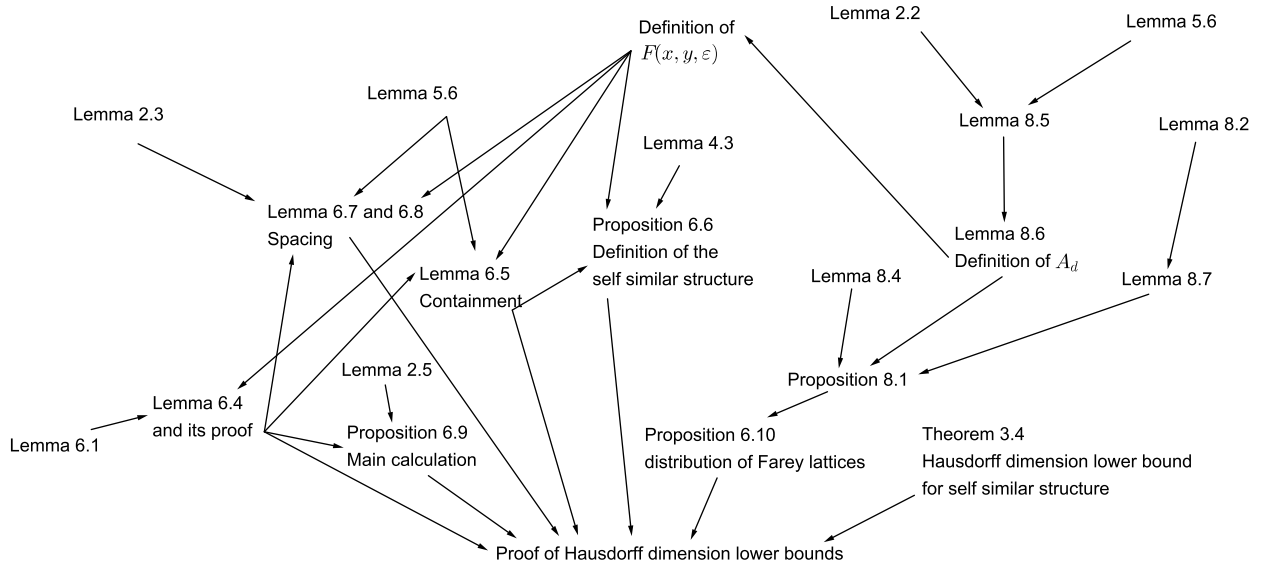 Lemma 2.2
Lemma 5.6
Definition of
F(x, y, ε)
Lemma 5.6
Lemma 2.3
Lemma 8.5
Lemma 8.2
Lemma 4.3
Lemma 6.7 and 6.8
Spacing
Proposition 6.6
Definition of the
self similar structure
Lemma 8.6
Definition of A_d
Lemma 6.5
Containment
Lemma 8.4
Lemma 8.7
Lemma 2.5
Proposition 8.1
Lemma 6.4
and its proof
Lemma 6.1
Proposition 6.9
Main calculation
Proposition 6.10
distribution of Farey lattices
Theorem 3.4
Hausdorff dimension lower bound
for self similar structure
Proof of Hausdorff dimension lower bounds